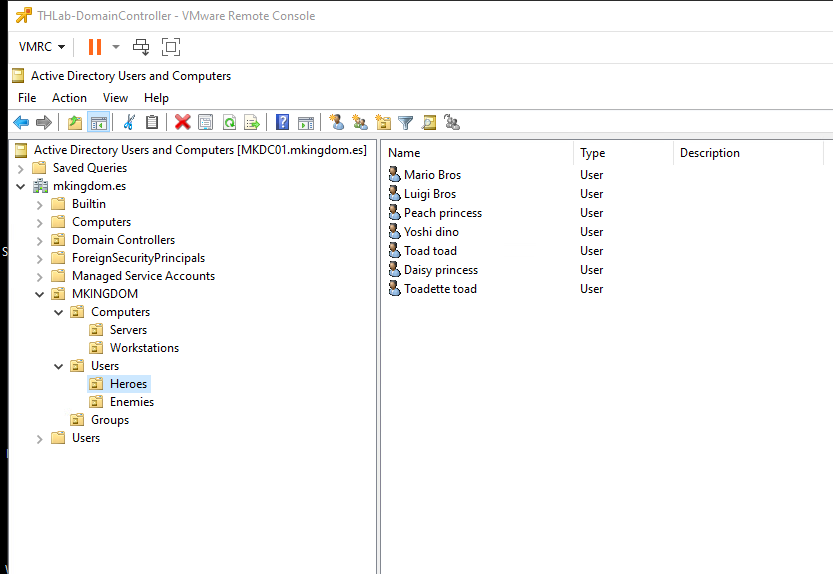 THLab-DomainController - VMware Remote Console
VMRC
Active Directory Users and Computers
File Action View Help
Active Directory Users and Computers [MKDC01.mkingdom.es]
Saved Queries
mkingdom.es
Builtin
Computers
Domain Controllers
ForeignSecurityPrincipals
Managed Service Accounts
MKINGDOM
Computers
Servers
Workstations
Users
Heroes
Enemies
Groups
Users
Name Type Description
Mario Bros User
Luigi Bros User
Peach princess User
Yoshi dino User
Toad toad User
Daisy princess User
Toadette toad User